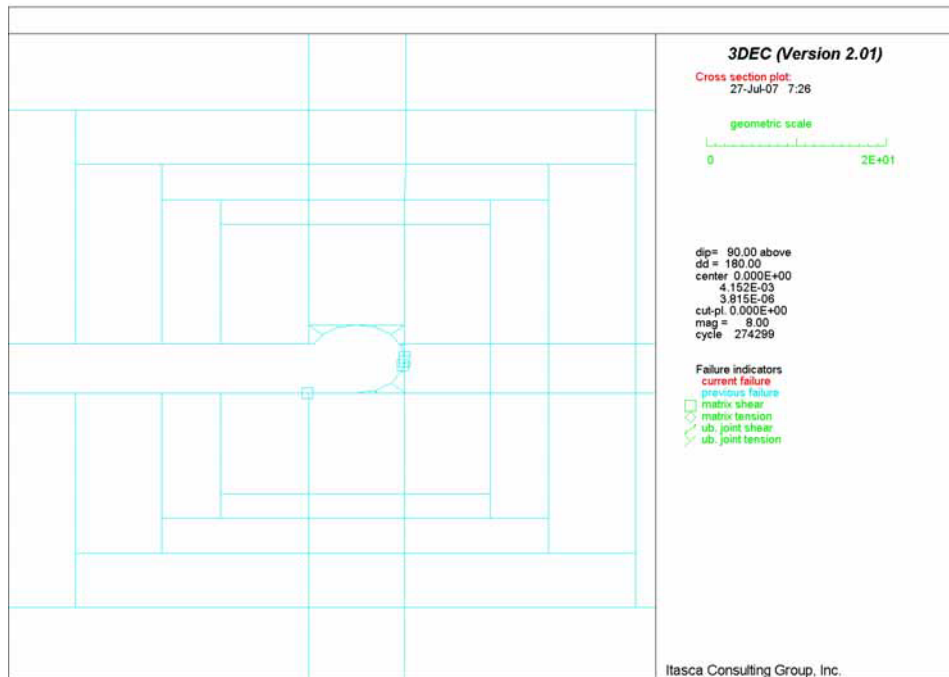 3DEC (Version 2.01)
Cross section plot:
27-Jul-07 7:26
geometric scale
0 2E+01
dip= 90.00 above
dd = 180.00
center 0.000E+00
4.152E-03
3.815E-06
cut-pl. 0.000E+00
mag = 8.00
cycle 274299
Failure indicators
current failure
previous failure
matrix shear
matrix tension
ub. joint shear
ub. joint tension
Itasca Consulting Group, Inc.